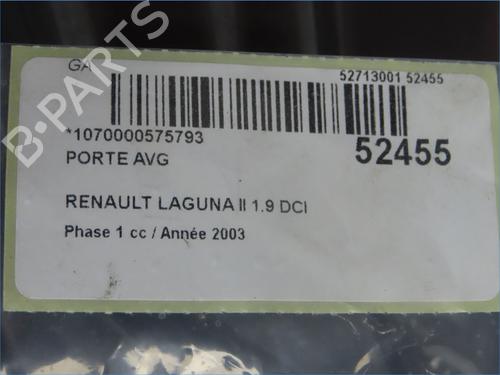 GA
52713001 52455
*1070000575793
52455
PORTE AVG
RENAULT LAGUNA II 1.9 DCI
Phase 1 cc / Année 2003
B-PARTS